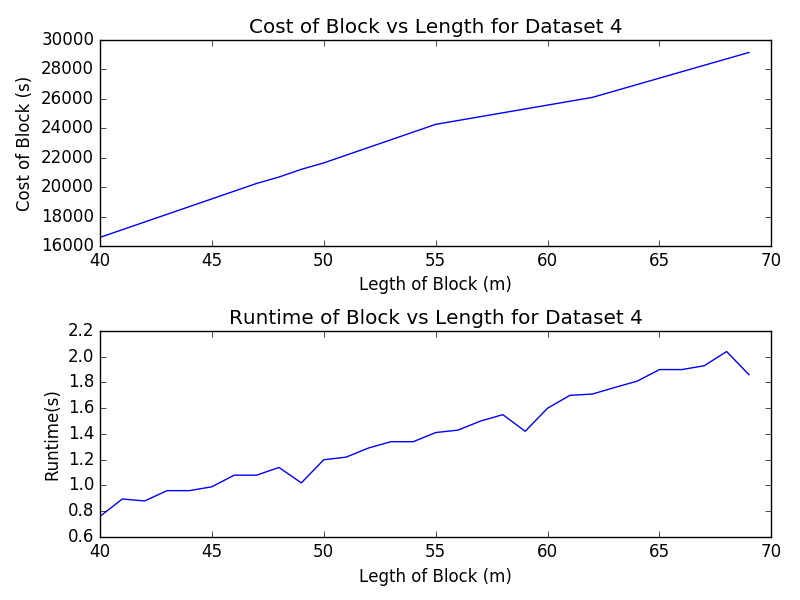 Cost of Block vs Length for Dataset 4
30000
28000
26000
24000
22000
20000
18000
16000
Cost of Block (s)
40 45 50 55 60 65 70
Legth of Block (m)
Runtime of Block vs Length for Dataset 4
2.2
2.0
1.8
1.6
1.4
1.2
1.0
0.8
0.6
Runtime(s)
40 45 50 55 60 65 70
Legth of Block (m)